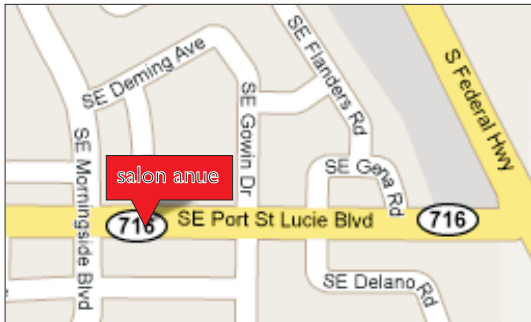 SE Deming Ave
SE Flanders Rd
S Federal Hwy
SE Morningside Blvd
SE Gowin Dr
salon anue
SE Gena Rd
716
SE Port St Lucie Blvd
716
SE Delano Rd